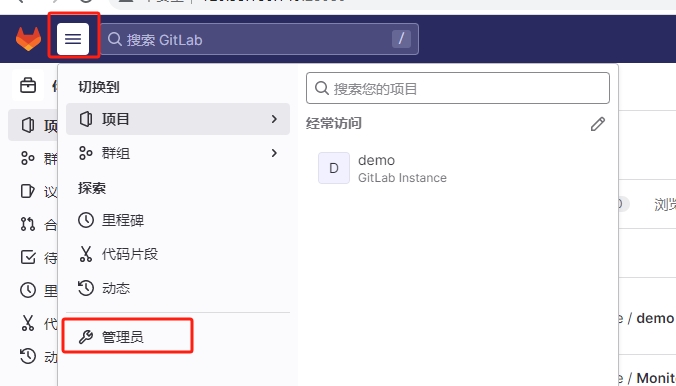 搜索 GitLab
/
切换到
搜索您的项目
项目
经常访问
群组
D
demo
GitLab Instance
探索
里程碑
代码片段
动态
管理员
项
群
议
合
待
里
代
动
浏览
e / demo
e / Monit